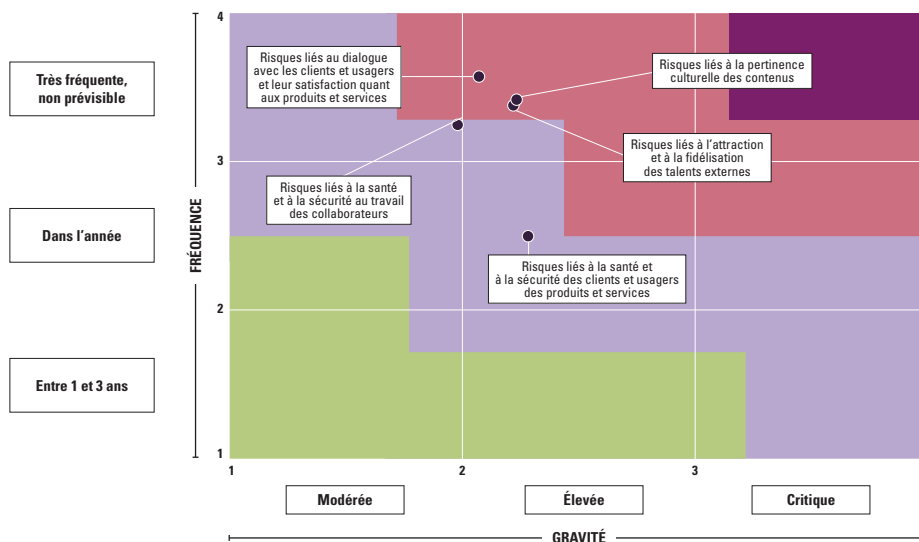 4
Très fréquente,
non prévisible
Risques liés au dialogue
avec les clients et usagers
et leur satisfaction quant
aux produits et services
Risques liés à la pertinence
culturelle des contenus
Risques liés à l'attraction
et à la fidélisation
des talents externes
3
Risques liés à la santé
et à la sécurité au travail
des collaborateurs
Dans l'année
FRÉQUENCE
Risques liés à la santé et
à la sécurité des clients et usagers
des produits et services
2
Entre 1 et 3 ans
1
1
2
3
Modérée
Élevée
Critique
GRAVITÉ